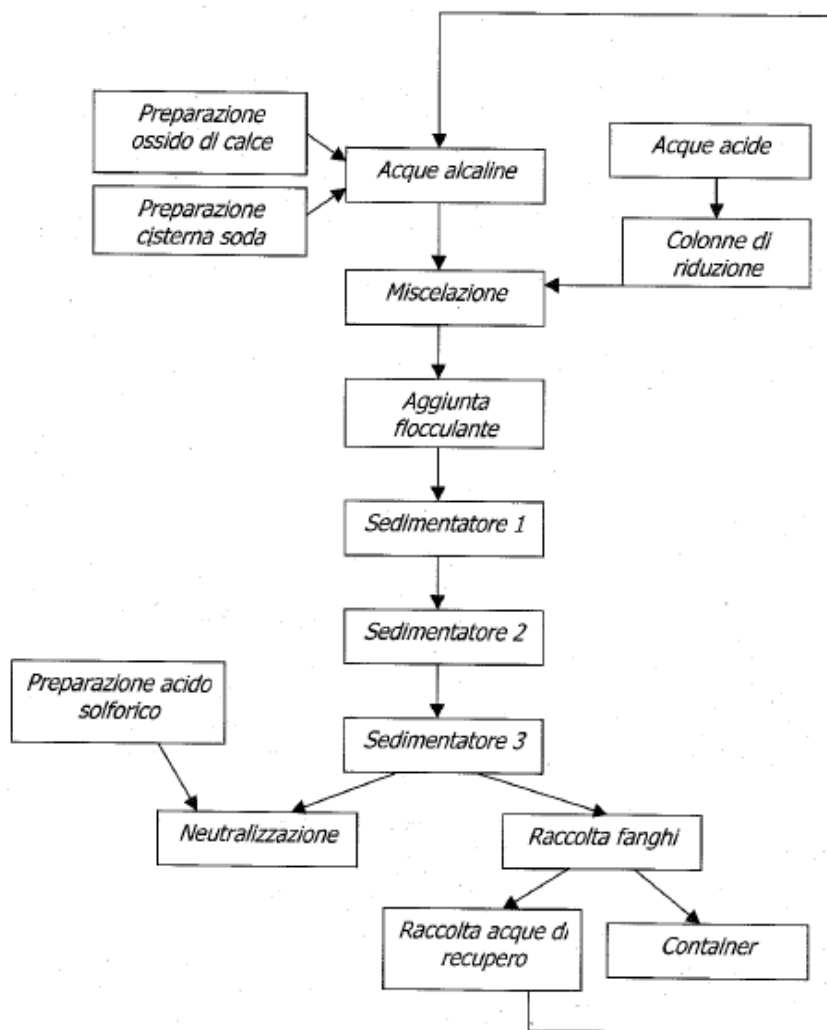 Preparazione
ossido di calce
Acque alcaline
Acque acide
Preparazione
cisterna soda
Colonne di
riduzione
Miscelazione
Aggiunta
flocculante
Sedimentatore 1
Sedimentatore 2
Preparazione acido
solforico
Sedimentatore 3
Neutralizzazione
Raccolta fanghi
Raccolta acque di
recupero
Container